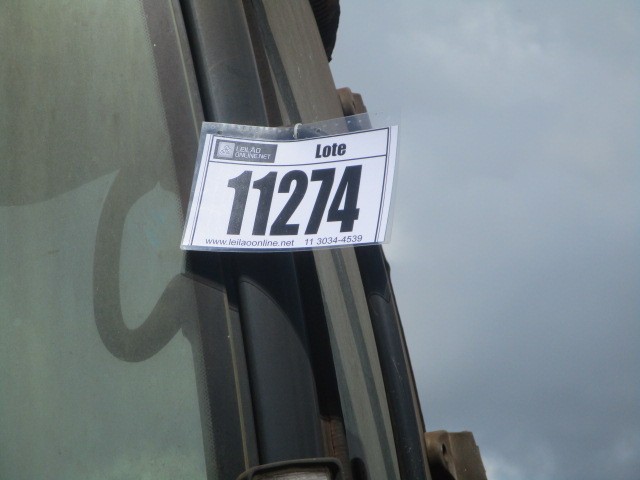 LEILÃO
ONLINE.NET
Lote
11274
www.leilaoonline.net 11 3034-4539